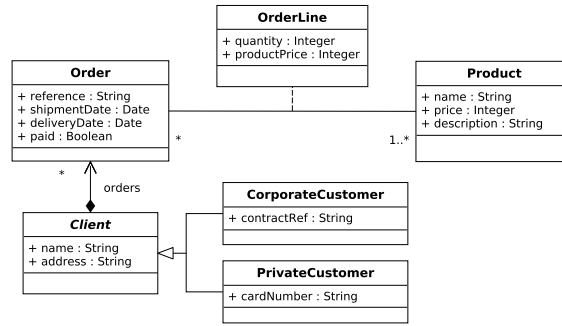 OrderLine
+ quantity : Integer
+ productPrice : Integer
Order
+ reference : String
+ shipmentDate : Date
+ deliveryDate : Date
+ paid : Boolean
Product
+ name : String
+ price : Integer
+ description : String
*
1..*
*
orders
Client
+ name : String
+ address : String
CorporateCustomer
+ contractRef : String
PrivateCustomer
+ cardNumber : String